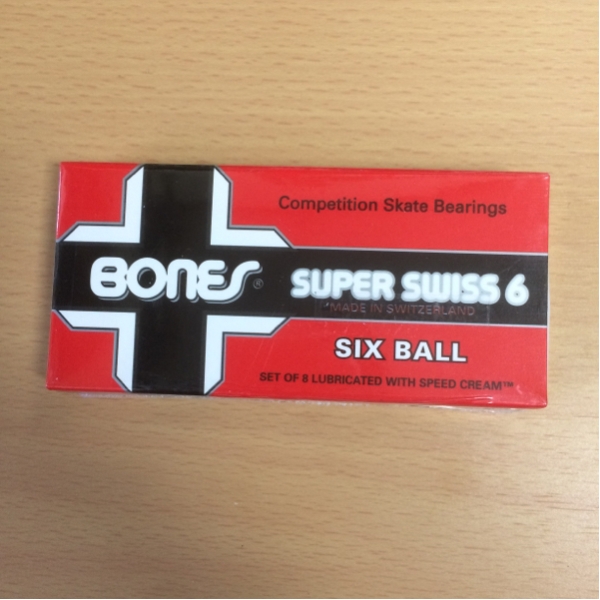 Competition Skate Bearings
BONES®
SUPER SWISS 6
*MADE IN SWITZERLAND
SIX BALL
SET OF 8 LUBRICATED WITH SPEED CREAM™